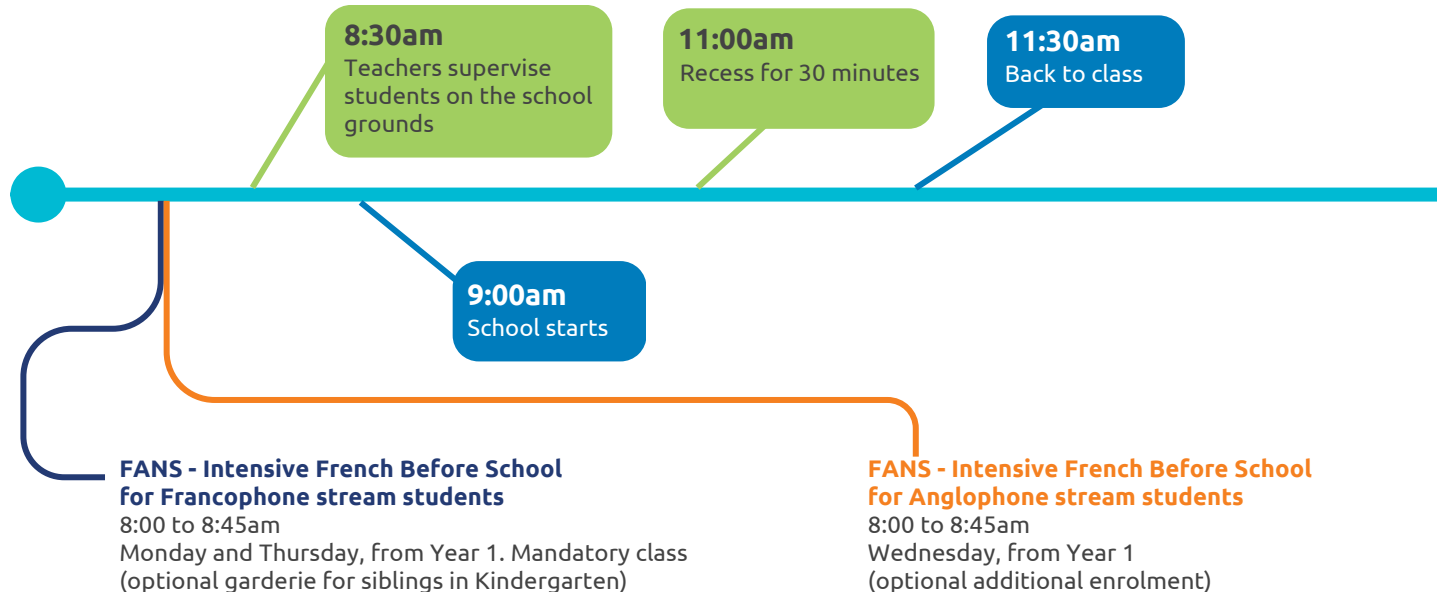 8:30am
Teachers supervise
students on the school
grounds
11:00am
Recess for 30 minutes
11:30am
Back to class
9:00am
School starts
FANS - Intensive French Before School
for Francophone stream students
8:00 to 8:45am
Monday and Thursday, from Year 1. Mandatory class
(optional garderie for siblings in Kindergarten)
FANS - Intensive French Before School
for Anglophone stream students
8:00 to 8:45am
Wednesday, from Year 1
(optional additional enrolment)